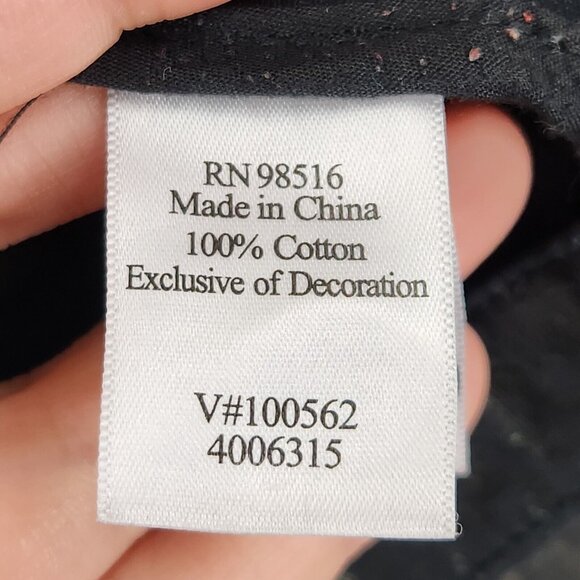 RN 98516
Made in China
100% Cotton
Exclusive of Decoration
V#100562
4006315